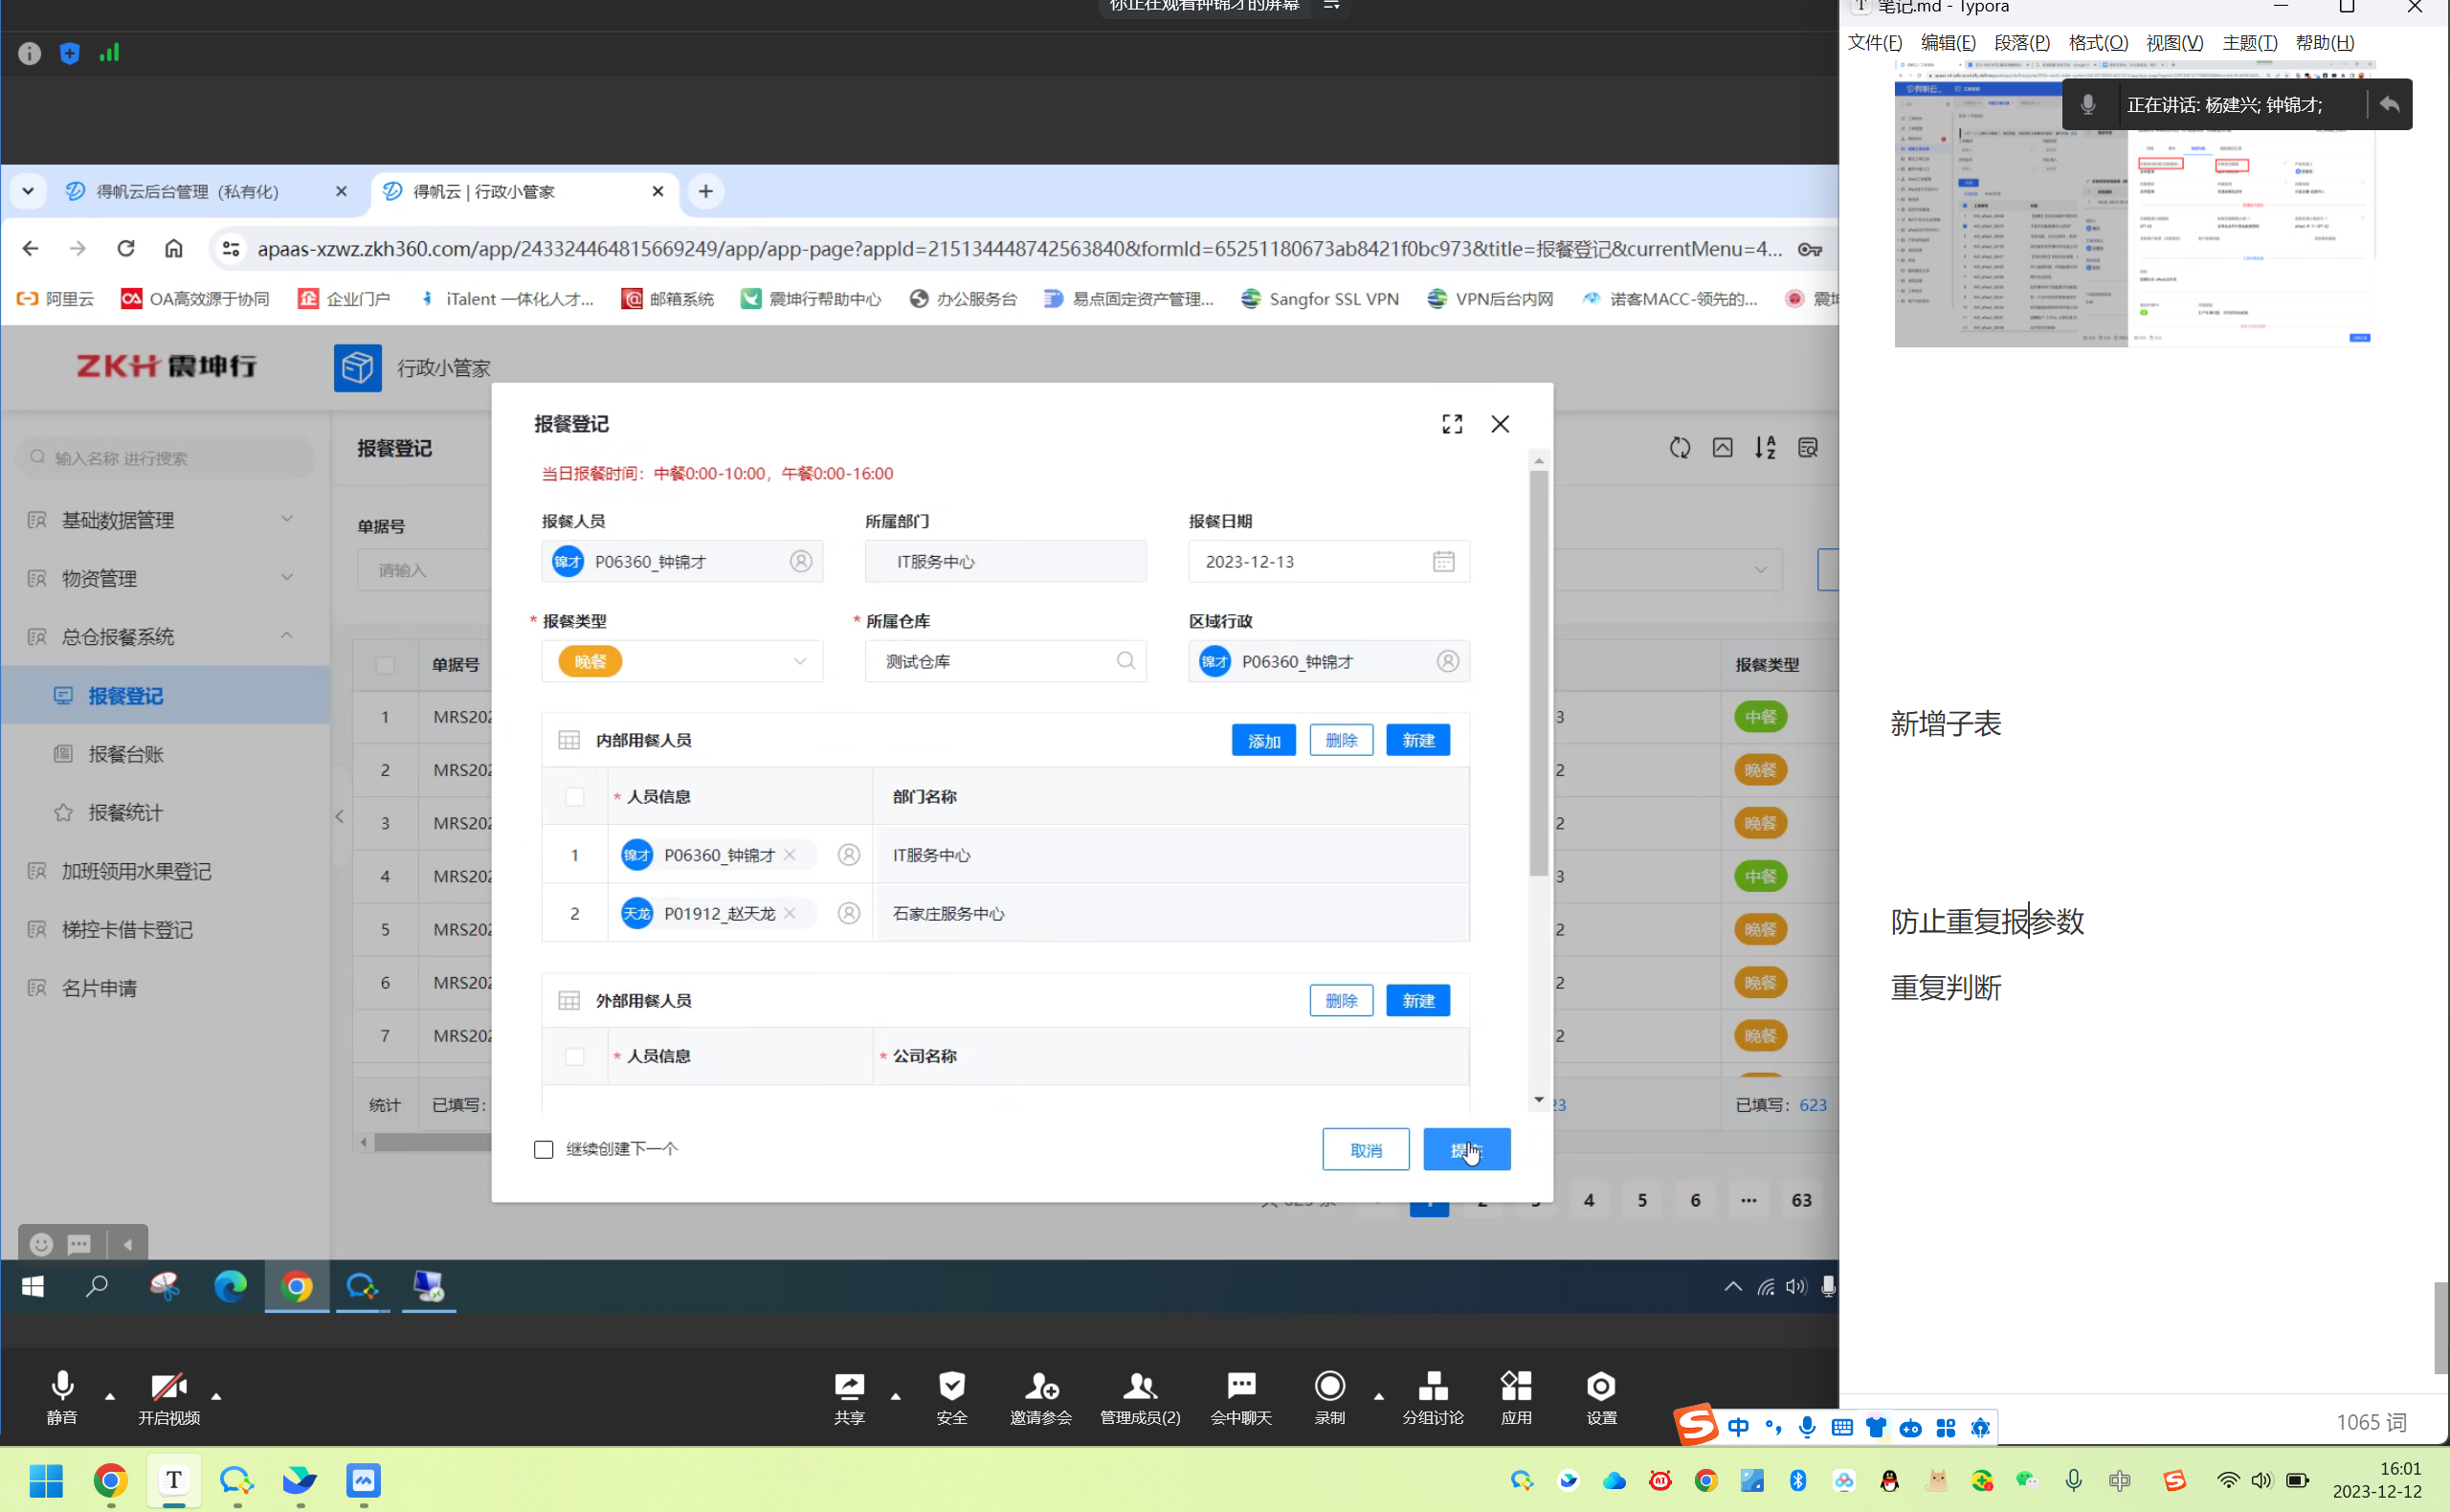 你正在观看钟锦才的屏幕
笔记.md - Typora
文件(F) 编辑(E) 段落(P) 格式(O) 视图(V) 主题(T) 帮助(H)
正在讲话: 杨建兴; 钟锦才;
得帆云后台管理（私有化）
得帆云 | 行政小管家
apaas-xzwz.zkh360.com/app/243324464815669249/app/app-page?appId=215134448742563840&formId=65251180673ab8421f0bc973&title=报餐登记&currentMenu=4...
阿里云 OA高效源于协同 企业门户 iTalent 一体化人才... 邮箱系统 震坤行帮助中心 办公服务台 易点固定资产管理... Sangfor SSL VPN VPN后台内网 诺客MACC-领先的...
ZKH 震坤行
行政小管家
输入名称 进行搜索
基础数据管理
物资管理
总仓报餐系统
报餐登记
报餐台账
报餐统计
加班领用水果登记
梯控卡借卡登记
名片申请
报餐登记
单据号
请输入
单据号
报餐类型
1 MRS202 3 中餐
2 MRS202 2 晚餐
3 MRS202 2 晚餐
4 MRS202 3 中餐
5 MRS202 2 晚餐
6 MRS202 2 晚餐
7 MRS202 2 晚餐
统计 已填写: 23 已填写: 623
4 5 6 ··· 63
报餐登记
当日报餐时间：中餐0:00-10:00，午餐0:00-16:00
报餐人员 所属部门 报餐日期
锦才 P06360_钟锦才 IT服务中心 2023-12-13
* 报餐类型 * 所属仓库 区域行政
晚餐 测试仓库 锦才 P06360_钟锦才
内部用餐人员 添加 删除 新建
* 人员信息 部门名称
1 锦才 P06360_钟锦才 IT服务中心
2 天龙 P01912_赵天龙 石家庄服务中心
外部用餐人员 删除 新建
* 人员信息 * 公司名称
继续创建下一个 取消
新增子表
防止重复报参数
重复判断
1065 词
静音 开启视频 共享 安全 邀请参会 管理成员(2) 会中聊天 录制 分组讨论 应用 设置
中
中
16:01
2023-12-12